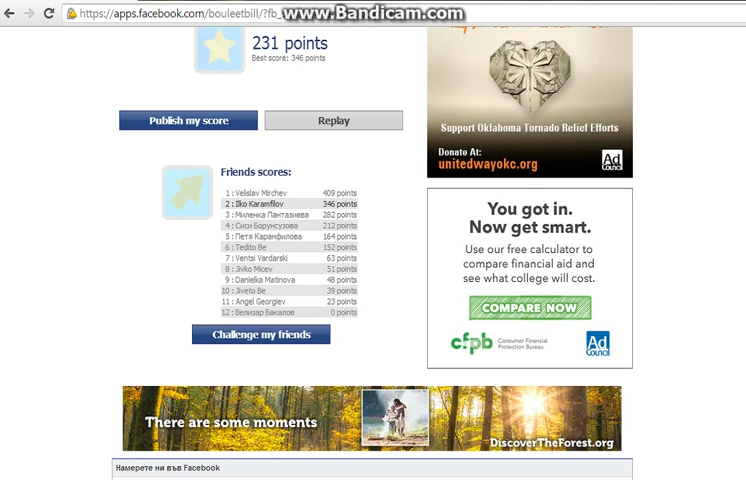 https://apps.facebook.com/bouleetbill/?fb_
www.Bandicam.com
231 points
Best score: 346 points
Publish my score
Replay
Friends scores:
1 : Velislav Mirchev 409 points
2 : Ilko Karamfilov 346 points
3 : Миленка Пантазиева 282 points
4 : Сиси Борунсузова 212 points
5 : Петя Карамфилова 164 points
6 : Tedito Be 152 points
7 : Ventsi Vardarski 63 points
8 : Jivko Micev 51 points
9 : Danielka Matinova 48 points
10 : Jiveto Be 39 points
11 : Angel Georgiev 23 points
12 : Велизар Бакалов 0 points
Challenge my friends
Support Oklahoma Tornado Relief Efforts
Donate At:
unitedwayokc.org
Ad
Council
You got in.
Now get smart.
Use our free calculator to
compare financial aid and
see what college will cost.
COMPARE NOW
cfpb Consumer Financial
Protection Bureau
Ad
Council
There are some moments
DiscoverTheForest.org
Намерете ни във Facebook